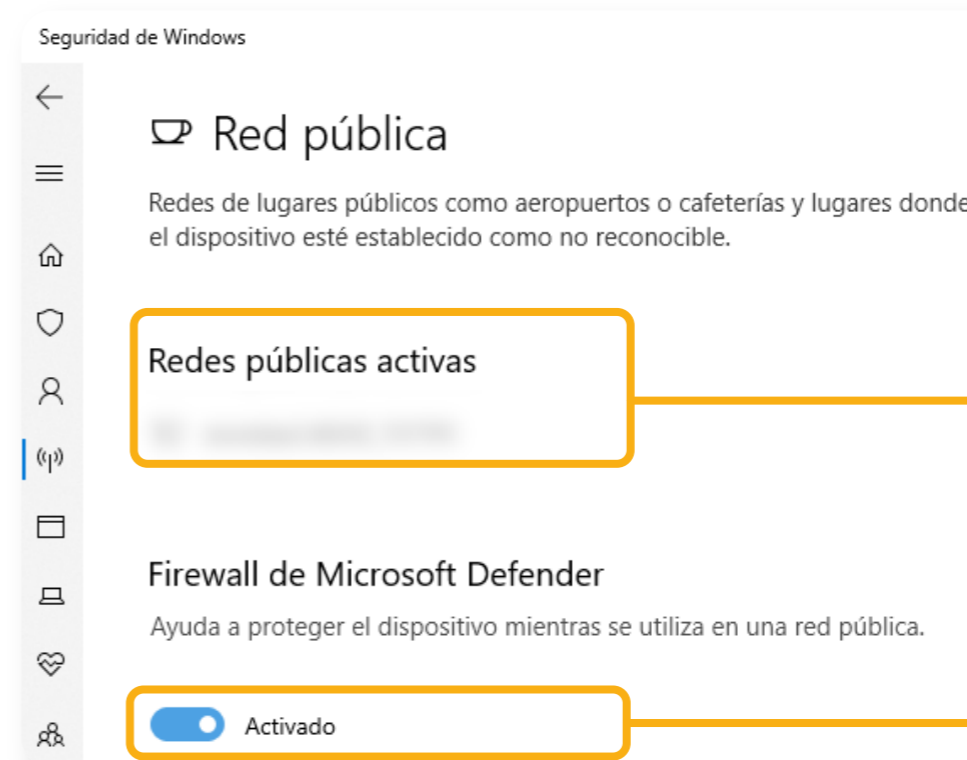 Seguridad de Windows
Red pública
Redes de lugares públicos como aeropuertos o cafeterías y lugares donde
el dispositivo esté establecido como no reconocible.
Redes públicas activas
Firewall de Microsoft Defender
Ayuda a proteger el dispositivo mientras se utiliza en una red pública.
Activado